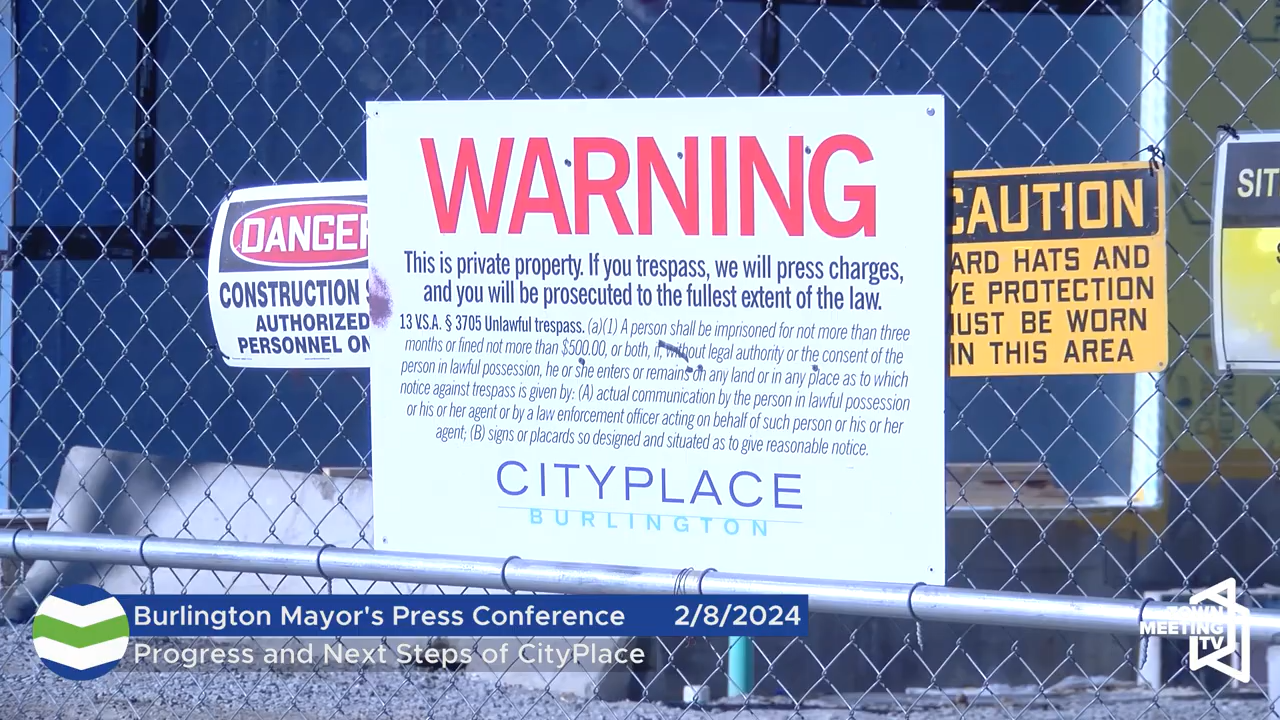 WARNING
This is private property. If you trespass, we will press charges,
and you will be prosecuted to the fullest extent of the law.
13 V.S.A. § 3705 Unlawful trespass. (a)(1) A person shall be imprisoned for not more than three
months or fined not more than $500.00, or both, if, without legal authority or the consent of the
person in lawful possession, he or she enters or remains on any land or in any place as to which
notice against trespass is given by: (A) actual communication by the person in lawful possession
or his or her agent or by a law enforcement officer acting on behalf of such person or his or her
agent; (B) signs or placards so designed and situated as to give reasonable notice.
CITYPLACE
BURLINGTON
DANGER
CONSTRUCTION
AUTHORIZED
PERSONNEL ON
CAUTION
ARD HATS AND
YE PROTECTION
MUST BE WORN
IN THIS AREA
SIT
Burlington Mayor's Press Conference 2/8/2024
Progress and Next Steps of CityPlace
TOWN
MEETING
TV